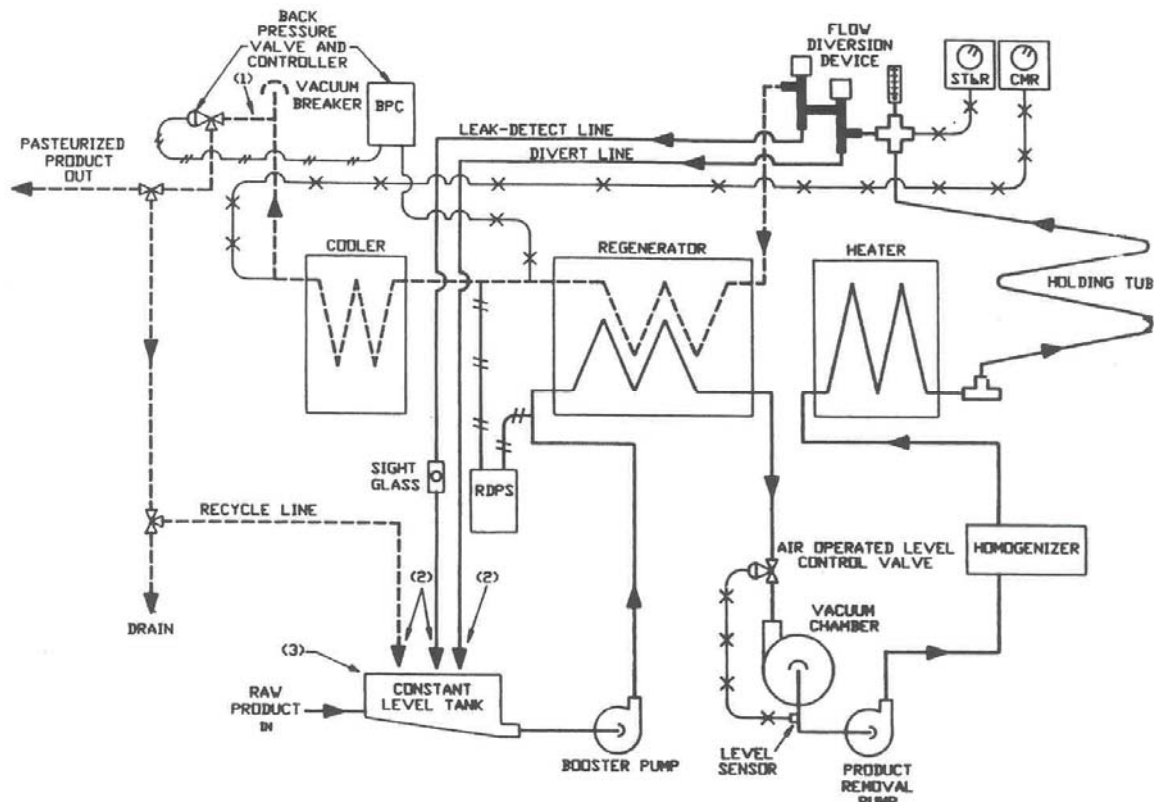 BACK
PRESSURE
VALVE AND
CONTROLLER
(1)
VACUUM
BREAKER
BPC
FLOW
DIVERSION
DEVICE
STLR
CMR
PASTEURIZED
PRODUCT
OUT
LEAK-DETECT LINE
DIVERT LINE
COOLER
REGENERATOR
HEATER
HOLDING TUB
SIGHT
GLASS
RDPS
RECYCLE LINE
AIR OPERATED LEVEL
CONTROL VALVE
HOMOGENIZER
(2)
(2)
DRAIN
VACUUM
CHAMBER
(3)
CONSTANT
LEVEL TANK
RAW
PRODUCT
IN
BOOSTER PUMP
LEVEL
SENSOR
PRODUCT
REMOVAL
PUMP